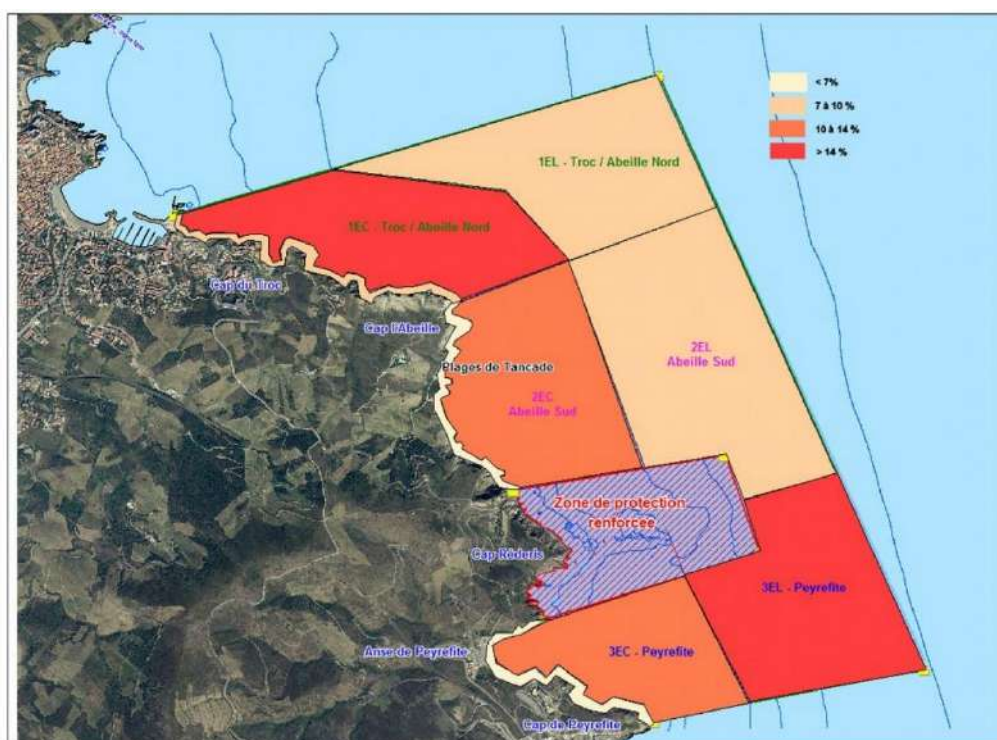 < 7%
7 à 10 %
10 à 14 %
> 14 %
1EL - Troc / Abeille Nord
1EC - Troc / Abeille Nord
Cap du Troc
Cap l'Abeille
Plages de Tancade
2EL
Abeille Sud
2EC
Abeille Sud
Zone de protection
renforcée
Cap Réderis
3EL - Peyrefite
Anse de Peyrefite
3EC - Peyrefite
Cap de Peyrefite